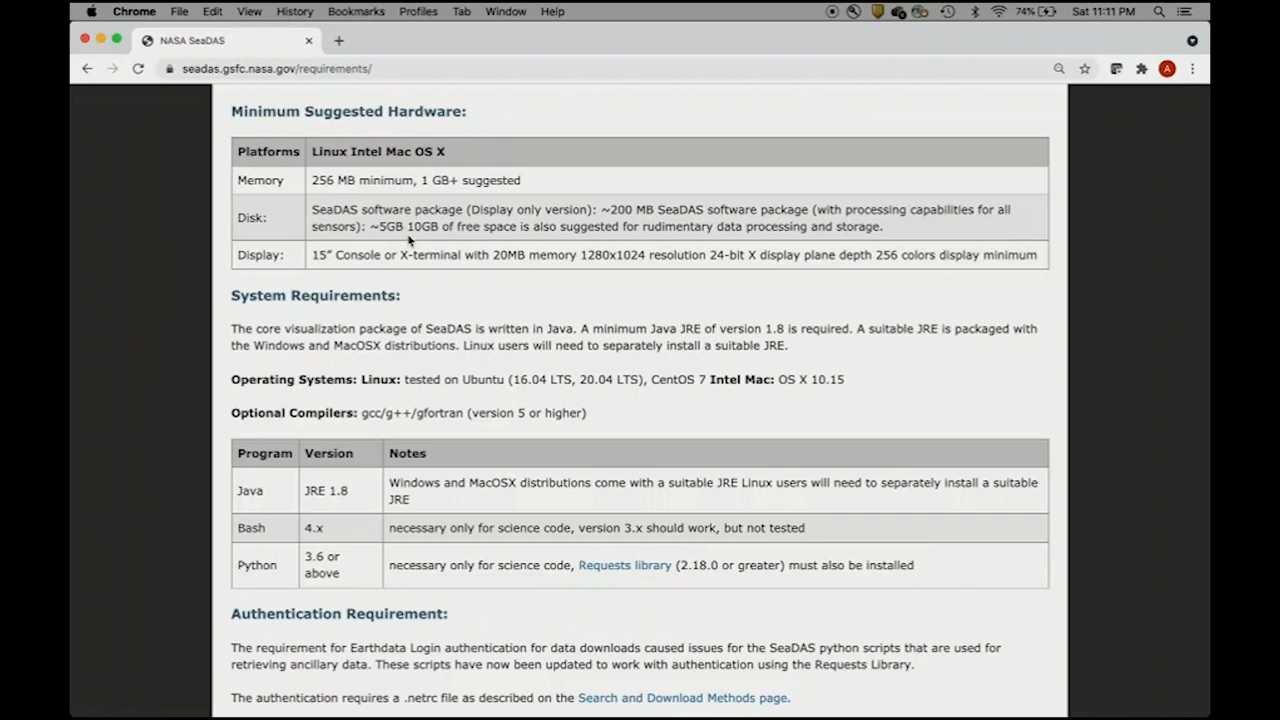 Chrome File Edit View History Bookmarks Profiles Tab Window Help 74% Sat 11:11 PM
NASA SeaDAS
seadas.gsfc.nasa.gov/requirements/ A
Minimum Suggested Hardware:
Platforms Linux Intel Mac OS X
Memory 256 MB minimum, 1 GB+ suggested
Disk: SeaDAS software package (Display only version): ~200 MB SeaDAS software package (with processing capabilities for all
sensors): ~5GB 10GB of free space is also suggested for rudimentary data processing and storage.
Display: 15” Console or X-terminal with 20MB memory 1280x1024 resolution 24-bit X display plane depth 256 colors display minimum
System Requirements:
The core visualization package of SeaDAS is written in Java. A minimum Java JRE of version 1.8 is required. A suitable JRE is packaged with
the Windows and MacOSX distributions. Linux users will need to separately install a suitable JRE.
Operating Systems: Linux: tested on Ubuntu (16.04 LTS, 20.04 LTS), CentOS 7 Intel Mac: OS X 10.15
Optional Compilers: gcc/g++/gfortran (version 5 or higher)
Program Version Notes
Java JRE 1.8 Windows and MacOSX distributions come with a suitable JRE Linux users will need to separately install a suitable
JRE
Bash 4.x necessary only for science code, version 3.x should work, but not tested
Python 3.6 or above necessary only for science code, Requests library (2.18.0 or greater) must also be installed
Authentication Requirement:
The requirement for Earthdata Login authentication for data downloads caused issues for the SeaDAS python scripts that are used for
retrieving ancillary data. These scripts have now been updated to work with authentication using the Requests Library.
The authentication requires a .netrc file as described on the Search and Download Methods page.